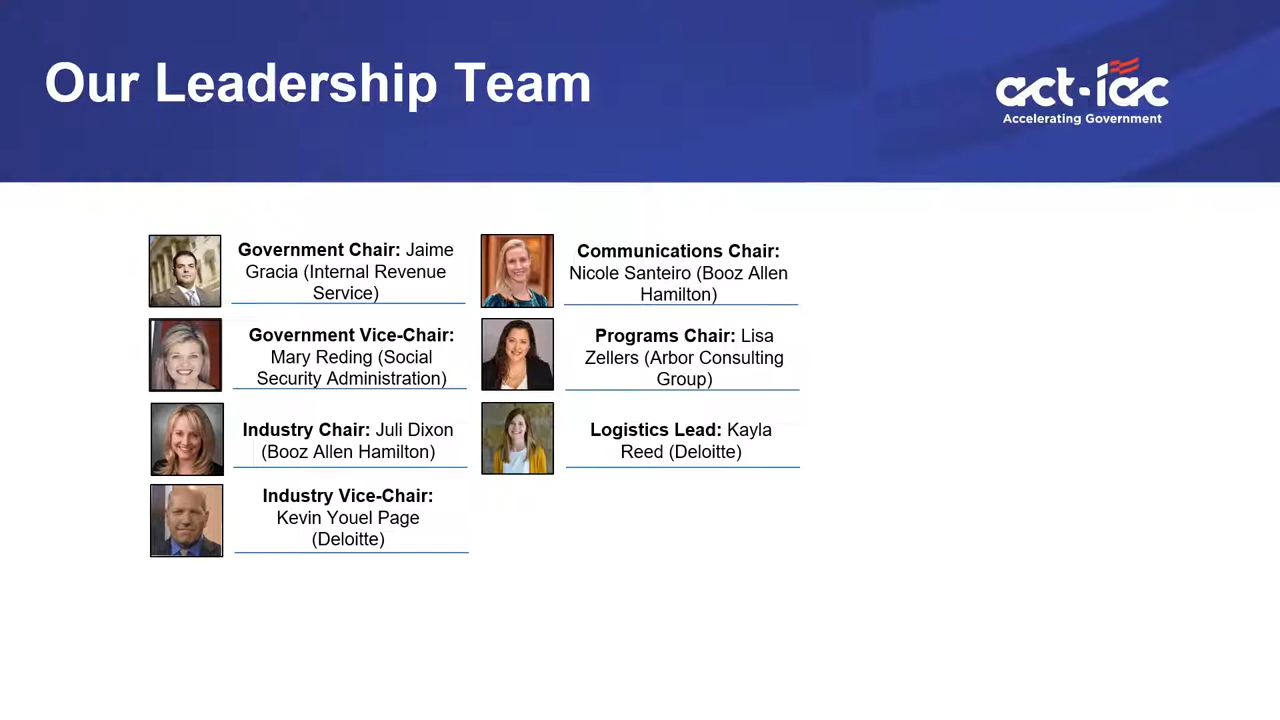 Our Leadership Team
act-iac
Accelerating Government
Government Chair: Jaime
Gracia (Internal Revenue
Service)
Government Vice-Chair:
Mary Reding (Social
Security Administration)
Industry Chair: Juli Dixon
(Booz Allen Hamilton)
Industry Vice-Chair:
Kevin Youel Page
(Deloitte)
Communications Chair:
Nicole Santeiro (Booz Allen
Hamilton)
Programs Chair: Lisa
Zellers (Arbor Consulting
Group)
Logistics Lead: Kayla
Reed (Deloitte)